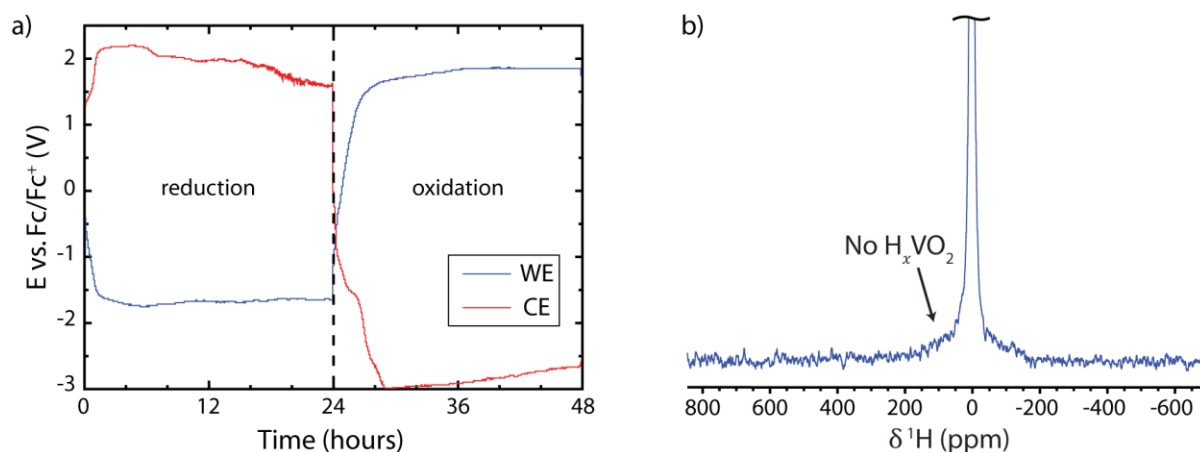 a)
E vs. Fc/Fc⁺ (V)
2
1
0
-1
-2
-3
reduction
oxidation
WE
CE
0
12
24
36
48
Time (hours)
b)
No HₓVO₂
800
600
400
200
0
-200
-400
-600
δ ¹H (ppm)